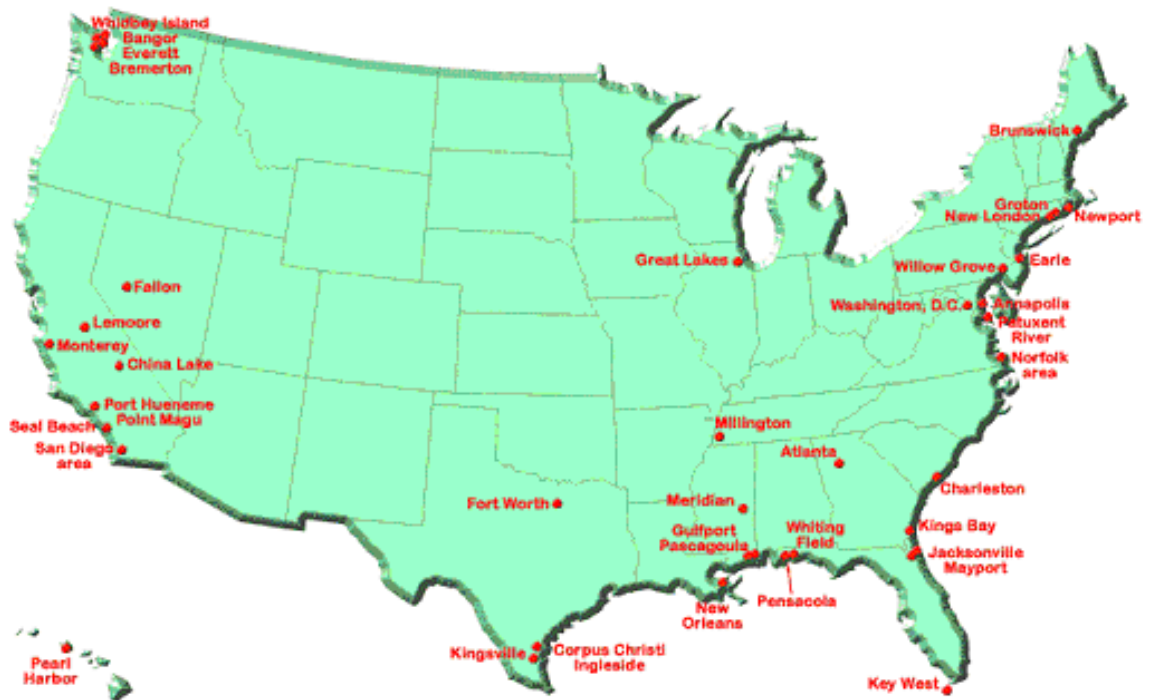 Whidbey Island
Bangor
Everett
Bremerton
Brunswick
Groton
New London
Newport
Great Lakes
Willow Grove
Earle
Fallon
Washington, D.C.
Annapolis
Patuxent
River
Lemoore
Monterey
China Lake
Norfolk
area
Port Hueneme
Point Magu
Seal Beach
San Diego
area
Millington
Atlanta
Fort Worth
Meridian
Charleston
Gulfport
Pascagoula
Whiting
Field
Kings Bay
Jacksonville
Mayport
New
Orleans
Pensacola
Pearl
Harbor
Kingsville
Corpus Christi
Ingleside
Key West